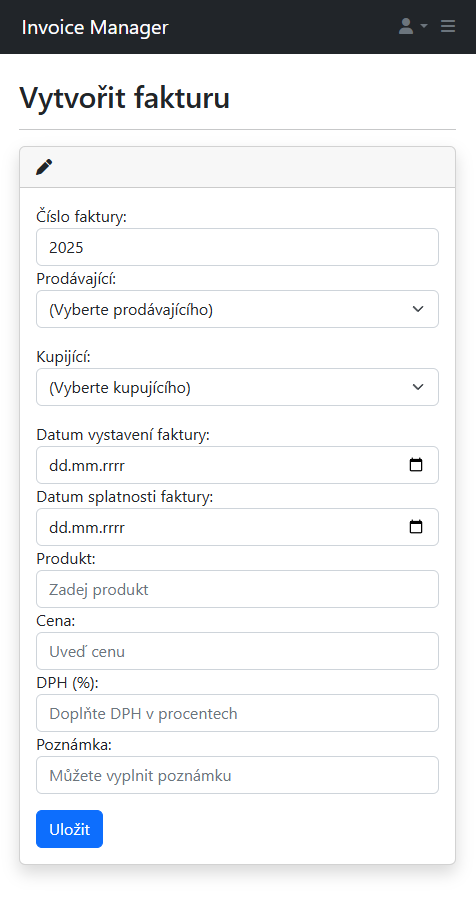 Invoice Manager
Vytvořit fakturu
Číslo faktury:
2025
Prodávající:
(Vyberte prodávajícího)
Kupijící:
(Vyberte kupujícího)
Datum vystavení faktury:
dd.mm.rrrr
Datum splatnosti faktury:
dd.mm.rrrr
Produkt:
Zadej produkt
Cena:
Uveď cenu
DPH (%):
Doplňte DPH v procentech
Poznámka:
Můžete vyplnit poznámku
Uložit